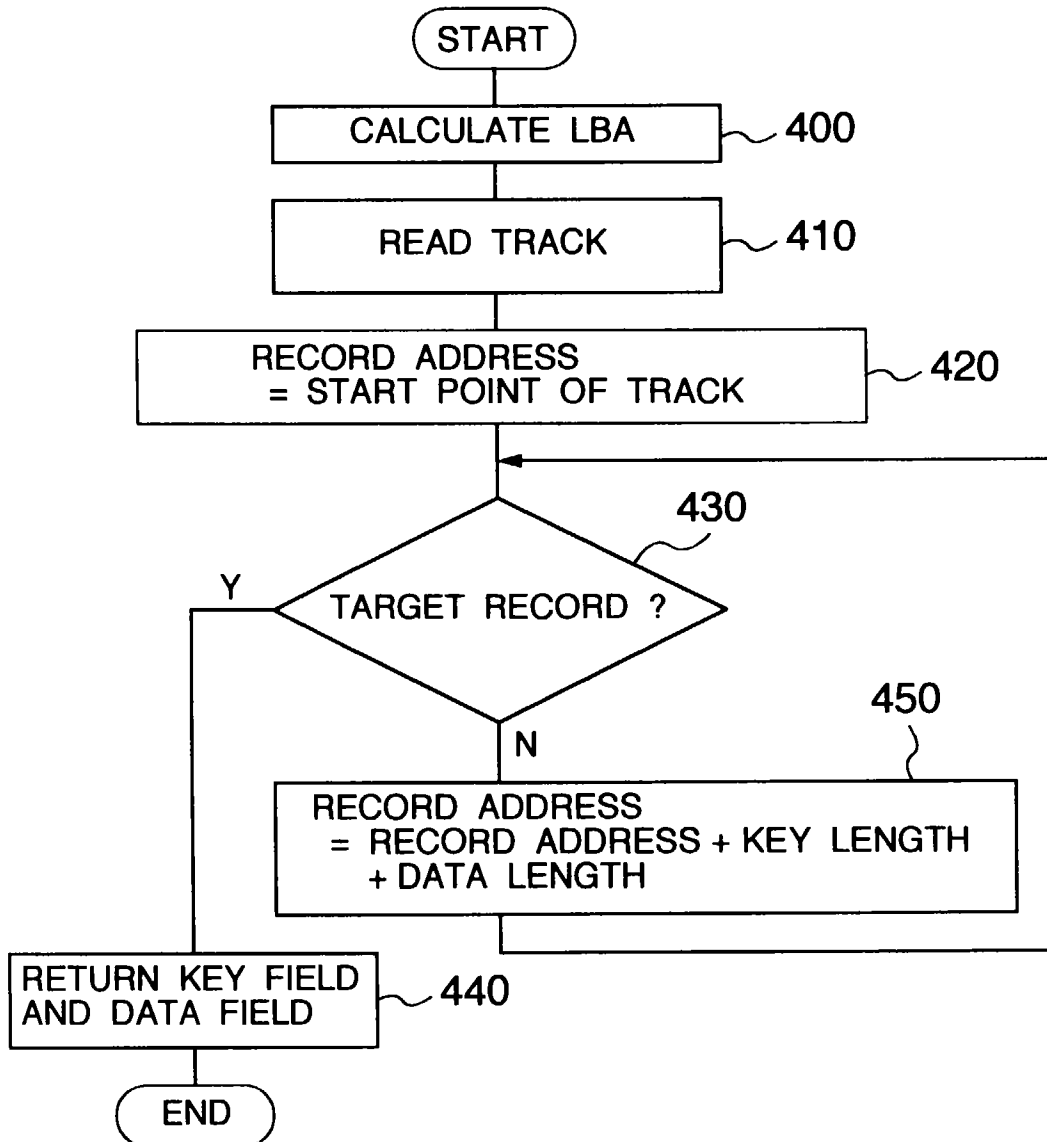 START
CALCULATE LBA
400
READ TRACK
410
RECORD ADDRESS
= START POINT OF TRACK
420
430
Y
TARGET RECORD ?
N
450
RECORD ADDRESS
= RECORD ADDRESS + KEY LENGTH
+ DATA LENGTH
RETURN KEY FIELD
AND DATA FIELD
440
END